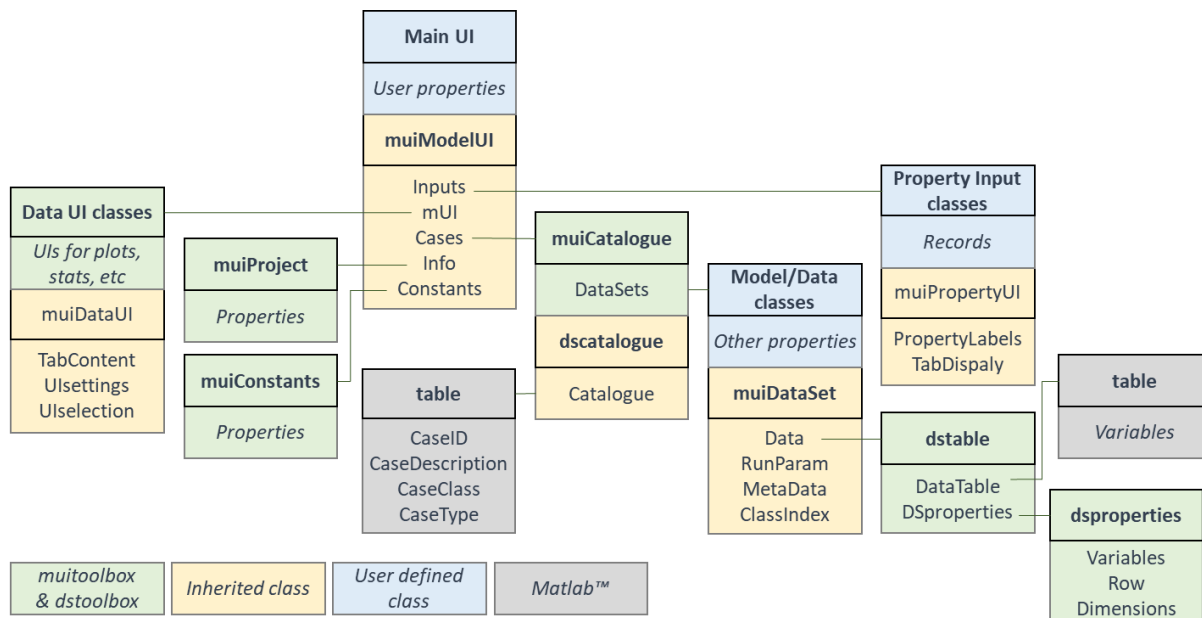 Main UI
User properties
muiModelUI
Inputs
mUI
Cases
Info
Constants
Data UI classes
UIs for plots,
stats, etc
muiDataUI
TabContent
UIsettings
UIselection
muiProject
Properties
muiConstants
Properties
table
CaseID
CaseDescription
CaseClass
CaseType
muiCatalogue
DataSets
dscatalogue
Catalogue
Model/Data
classes
Other properties
muiDataSet
Data
RunParam
MetaData
ClassIndex
Property Input
classes
Records
muiPropertyUI
PropertyLabels
TabDispaly
dstable
DataTable
DSproperties
table
Variables
dsproperties
Variables
Row
Dimensions
muitoolbox
& dstoolbox
Inherited class
User defined
class
Matlab™